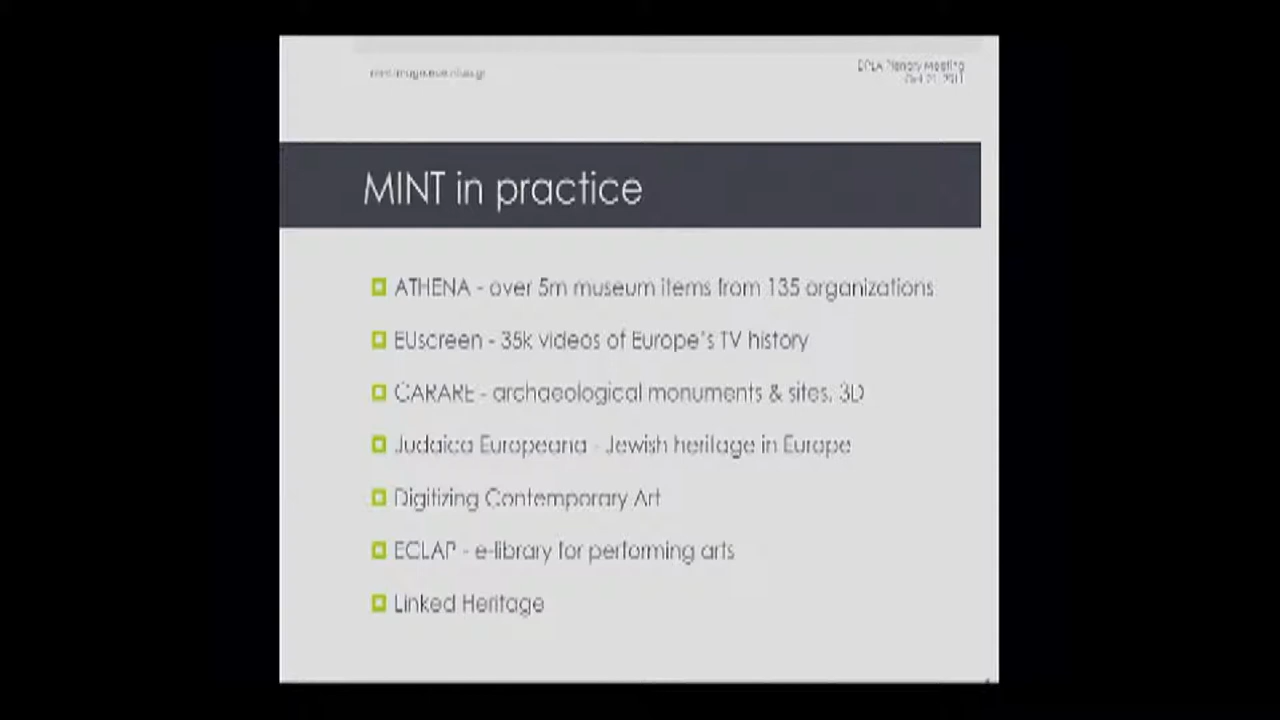 DPLA Plenary Meeting
Oct 21, 2011
MINT in practice
ATHENA - over 5m museum items from 135 organizations
EUscreen - 35k videos of Europe's TV history
CARARE - archaeological monuments & sites, 3D
Judaica Europeana - Jewish heritage in Europe
Digitizing Contemporary Art
ECLAP - e-library for performing arts
Linked Heritage